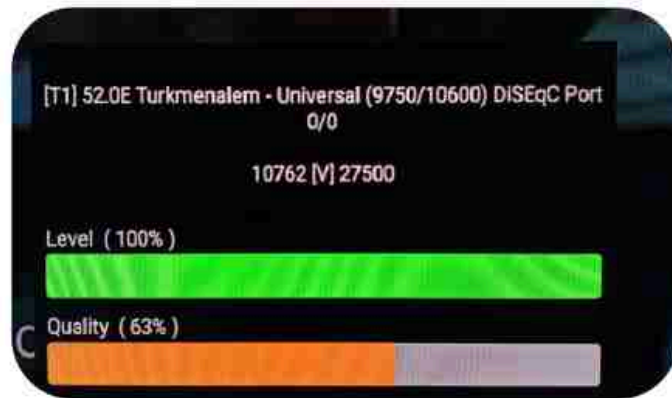 [T1] 52.0E Turkmenalem - Universal (9750/10600) DiSEqC Port
0/0
10762 [V] 27500
Level ( 100% )
Quality ( 63% )
C